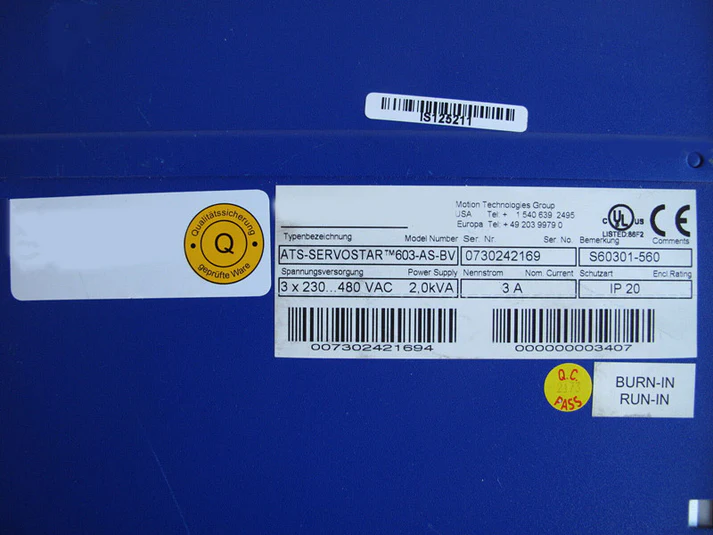 IS125211
Qualitätssicherung
Q
geprüfte Ware
Motion Technologies Group
USA Tel. + 1 540 639 2495
Europa Tel. + 49 203 9979 0
C UL US
LISTED 86F2
CE
Typenbezeichnung Model Number Ser. Nr. Ser. No. Bemerkung Comments
ATS-SERVOSTAR™603-AS-BV 0730242169 S60301-560
Spannungsversorgung Power Supply Nennstrom Nom. Current Schutzart Encl.Rating
3 x 230...480 VAC 2,0kVA 3 A IP 20
007302421694 000000003407
Q.C.
PASS
BURN-IN
RUN-IN